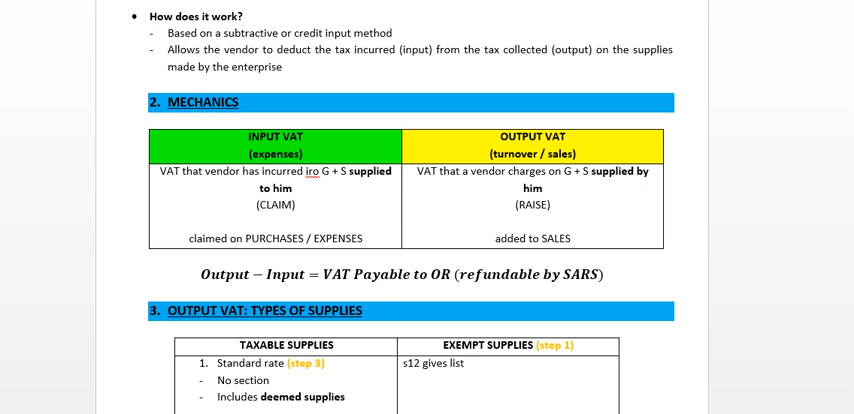 • How does it work?
- Based on a subtractive or credit input method
- Allows the vendor to deduct the tax incurred (input) from the tax collected (output) on the supplies
made by the enterprise
2. MECHANICS
INPUT VAT
(expenses)
VAT that vendor has incurred iro G + S supplied
to him
(CLAIM)
claimed on PURCHASES / EXPENSES
OUTPUT VAT
(turnover / sales)
VAT that a vendor charges on G + S supplied by
him
(RAISE)
added to SALES
Output − Input = VAT Payable to OR (refundable by SARS)
3. OUTPUT VAT: TYPES OF SUPPLIES
TAXABLE SUPPLIES
1. Standard rate (step 3)
- No section
- Includes deemed supplies
EXEMPT SUPPLIES (step 1)
s12 gives list